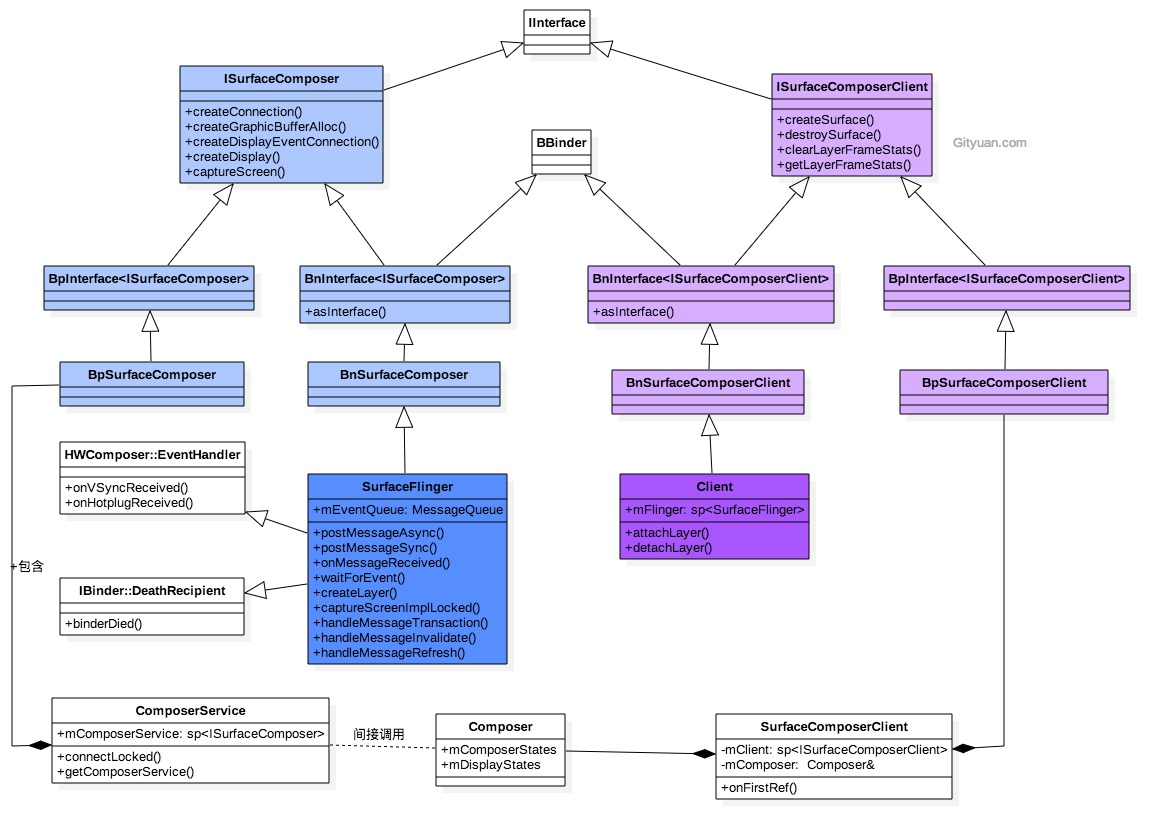 IInterface
ISurfaceComposer
+createConnection()
+createGraphicBufferAlloc()
+createDisplayEventConnection()
+createDisplay()
+captureScreen()
BBinder
ISurfaceComposerClient
+createSurface()
+destroySurface()
+clearLayerFrameStats()
+getLayerFrameStats()
Gityuan.com
BpInterface<ISurfaceComposer>
BnInterface<ISurfaceComposer>
+asInterface()
BnInterface<ISurfaceComposerClient>
+asInterface()
BpInterface<ISurfaceComposerClient>
BpSurfaceComposer
BnSurfaceComposer
BnSurfaceComposerClient
BpSurfaceComposerClient
HWComposer::EventHandler
+onVSyncReceived()
+onHotplugReceived()
SurfaceFlinger
+mEventQueue: MessageQueue
+postMessageAsync()
+postMessageSync()
+onMessageReceived()
+waitForEvent()
+createLayer()
+captureScreenImplLocked()
+handleMessageTransaction()
+handleMessageInvalidate()
+handleMessageRefresh()
Client
+mFlinger: sp<SurfaceFlinger>
+attachLayer()
+detachLayer()
+包含
IBinder::DeathRecipient
+binderDied()
ComposerService
+mComposerService: sp<ISurfaceComposer>
+connectLocked()
+getComposerService()
间接调用
Composer
+mComposerStates
+mDisplayStates
SurfaceComposerClient
-mClient: sp<ISurfaceComposerClient>
-mComposer:  Composer&
+onFirstRef()